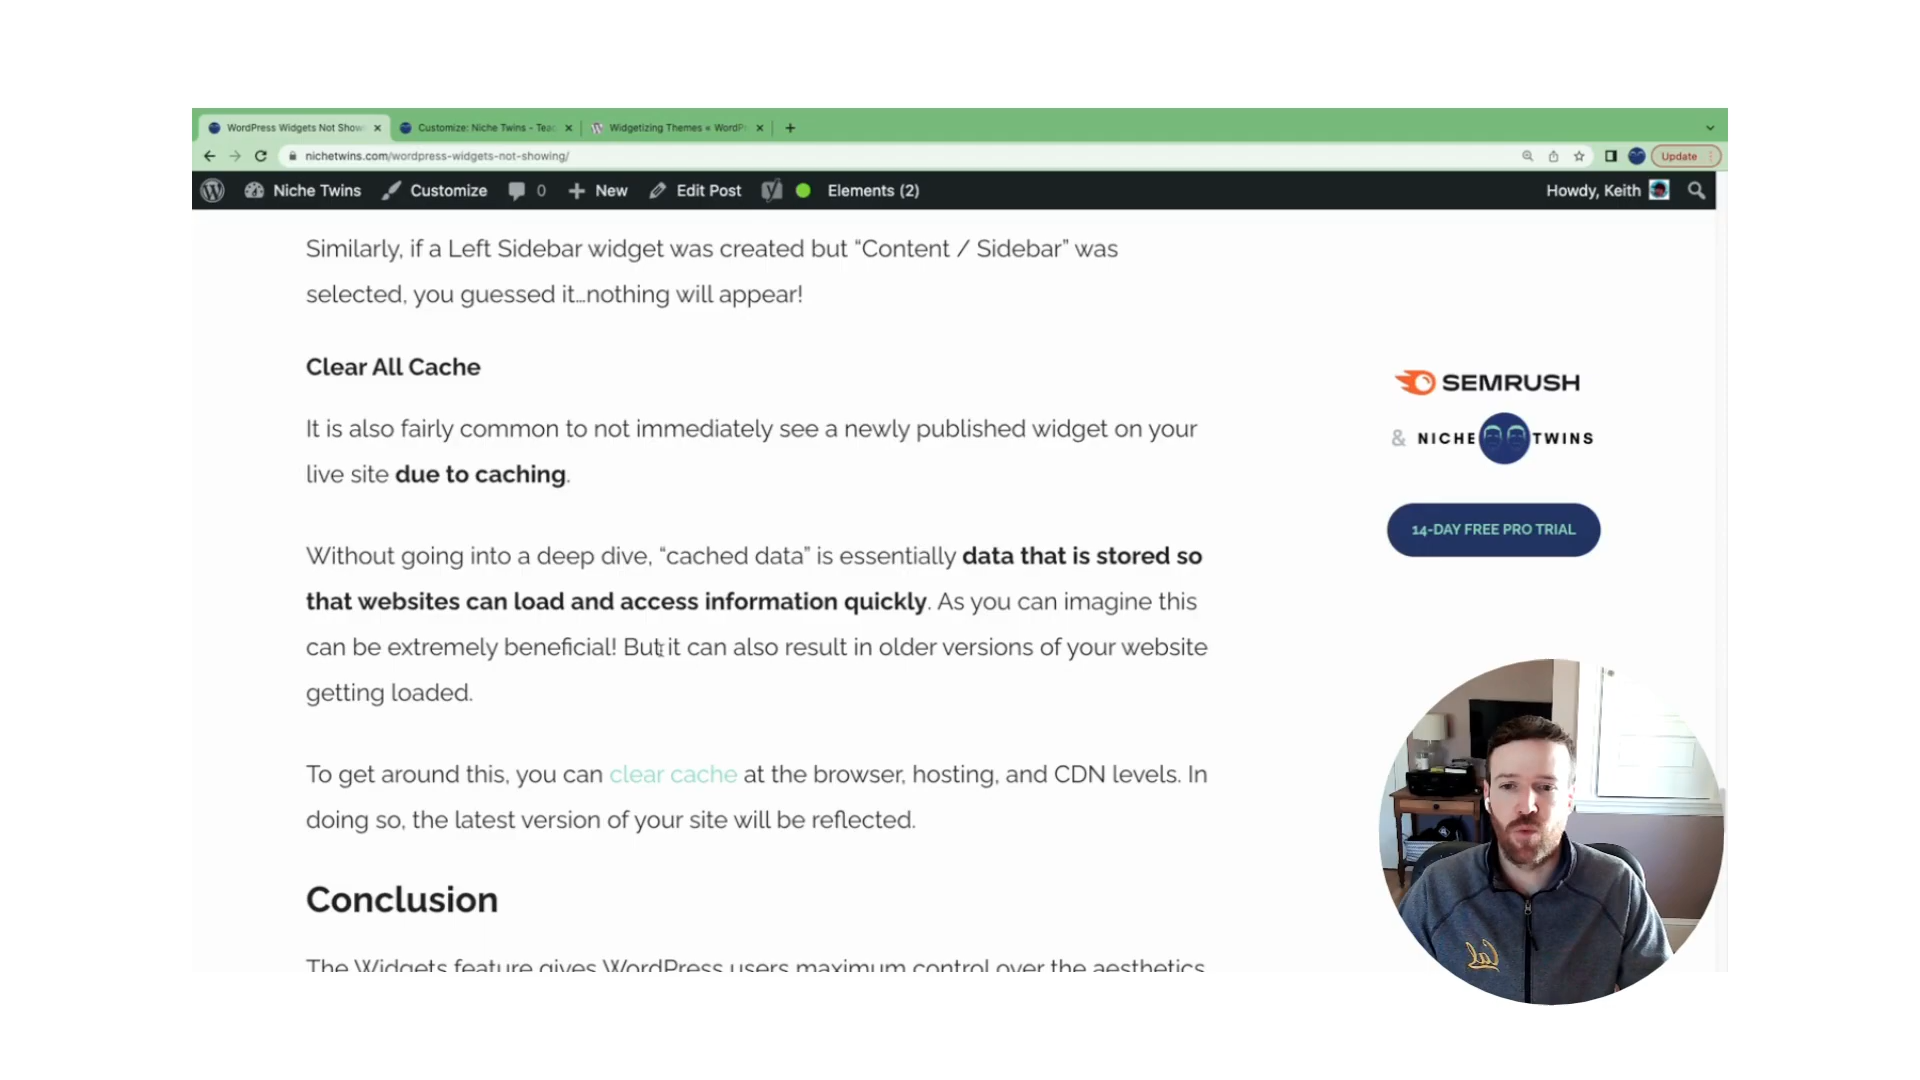 WordPress Widgets Not Show
Customize: Niche Twins - Teac
Widgetizing Themes « WordPr
nichetwins.com/wordpress-widgets-not-showing/
Update
Niche Twins
Customize
0
New
Edit Post
Elements (2)
Howdy, Keith
Similarly, if a Left Sidebar widget was created but “Content / Sidebar” was
selected, you guessed it…nothing will appear!
Clear All Cache
It is also fairly common to not immediately see a newly published widget on your
live site due to caching.
Without going into a deep dive, “cached data” is essentially data that is stored so
that websites can load and access information quickly. As you can imagine this
can be extremely beneficial! But it can also result in older versions of your website
getting loaded.
To get around this, you can clear cache at the browser, hosting, and CDN levels. In
doing so, the latest version of your site will be reflected.
Conclusion
The Widgets feature gives WordPress users maximum control over the aesthetics
SEMRUSH
& NICHE TWINS
14-DAY FREE PRO TRIAL